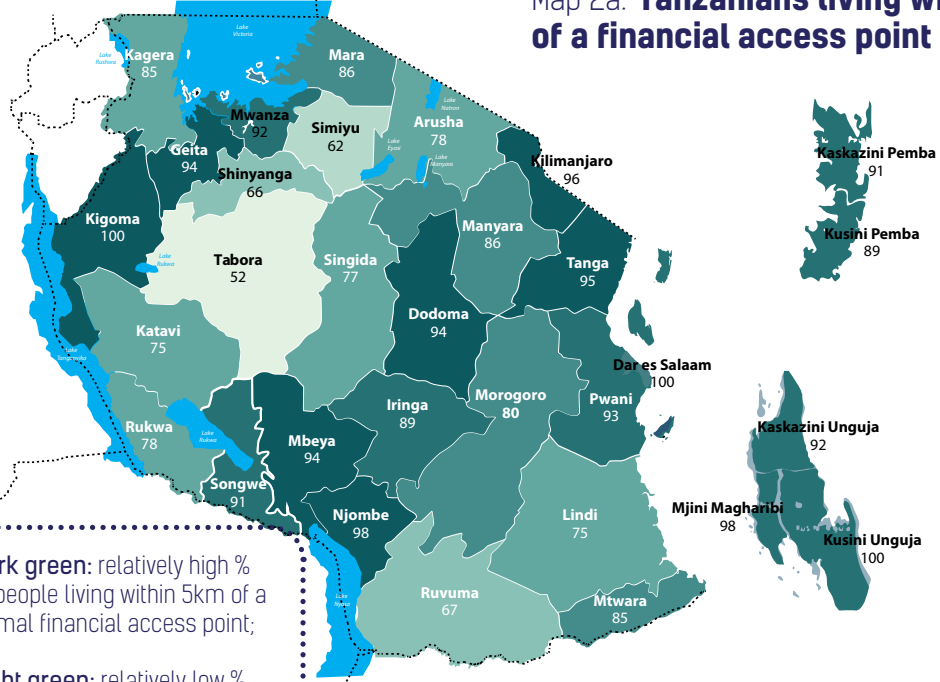 Map 2a: Tanzanians living wi
of a financial access point
Lake
Victoria
Lake
Rushwa
Kagera
85
Mara
86
Mwanza
92
Simiyu
62
Lake
Natron
Arusha
78
Lake
Eyasi
Lake
Manyara
Geita
94
Shinyanga
66
Kilimanjaro
96
Kaskazini Pemba
91
Kusini Pemba
89
Kigoma
100
Manyara
86
Tabora
52
Lake
Rukwa
Singida
77
Tanga
95
Dodoma
94
Katavi
75
Lake
Tanganyika
Dar es Salaam
100
Iringa
89
Morogoro
80
Pwani
93
Rukwa
78
Lake
Rukwa
Mbeya
94
Kaskazini Unguja
92
Songwe
91
Njombe
98
Lindi
75
Mjini Magharibi
98
Kusini Unguja
100
rk green: relatively high %
people living within 5km of a
mal financial access point;
Lake
Nyasa
Ruvuma
67
Mtwara
85
ht green: relatively low %